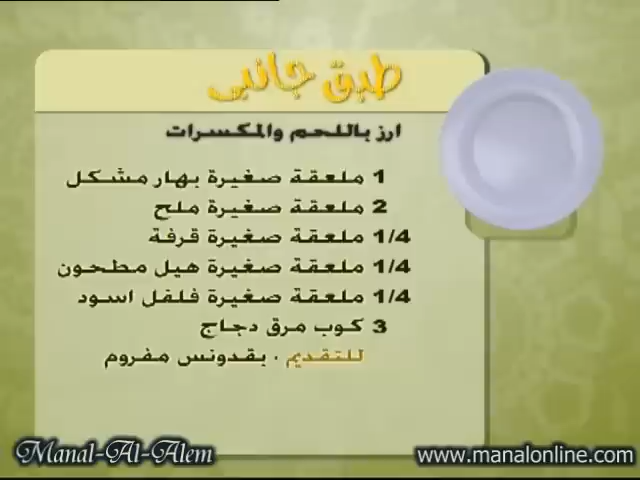 طبق جانبي
ارز باللحم والمكسرات
1 ملعقة صغيرة بهار مشكل
2 ملعقة صغيرة ملح
1/4 ملعقة صغيرة قرفة
1/4 ملعقة صغيرة هيل مطحون
1/4 ملعقة صغيرة فلفل اسود
3 كوب مرق دجاج
للتقديم . بقدونس مفروم
Manal-Al-Alem
www.manalonline.com